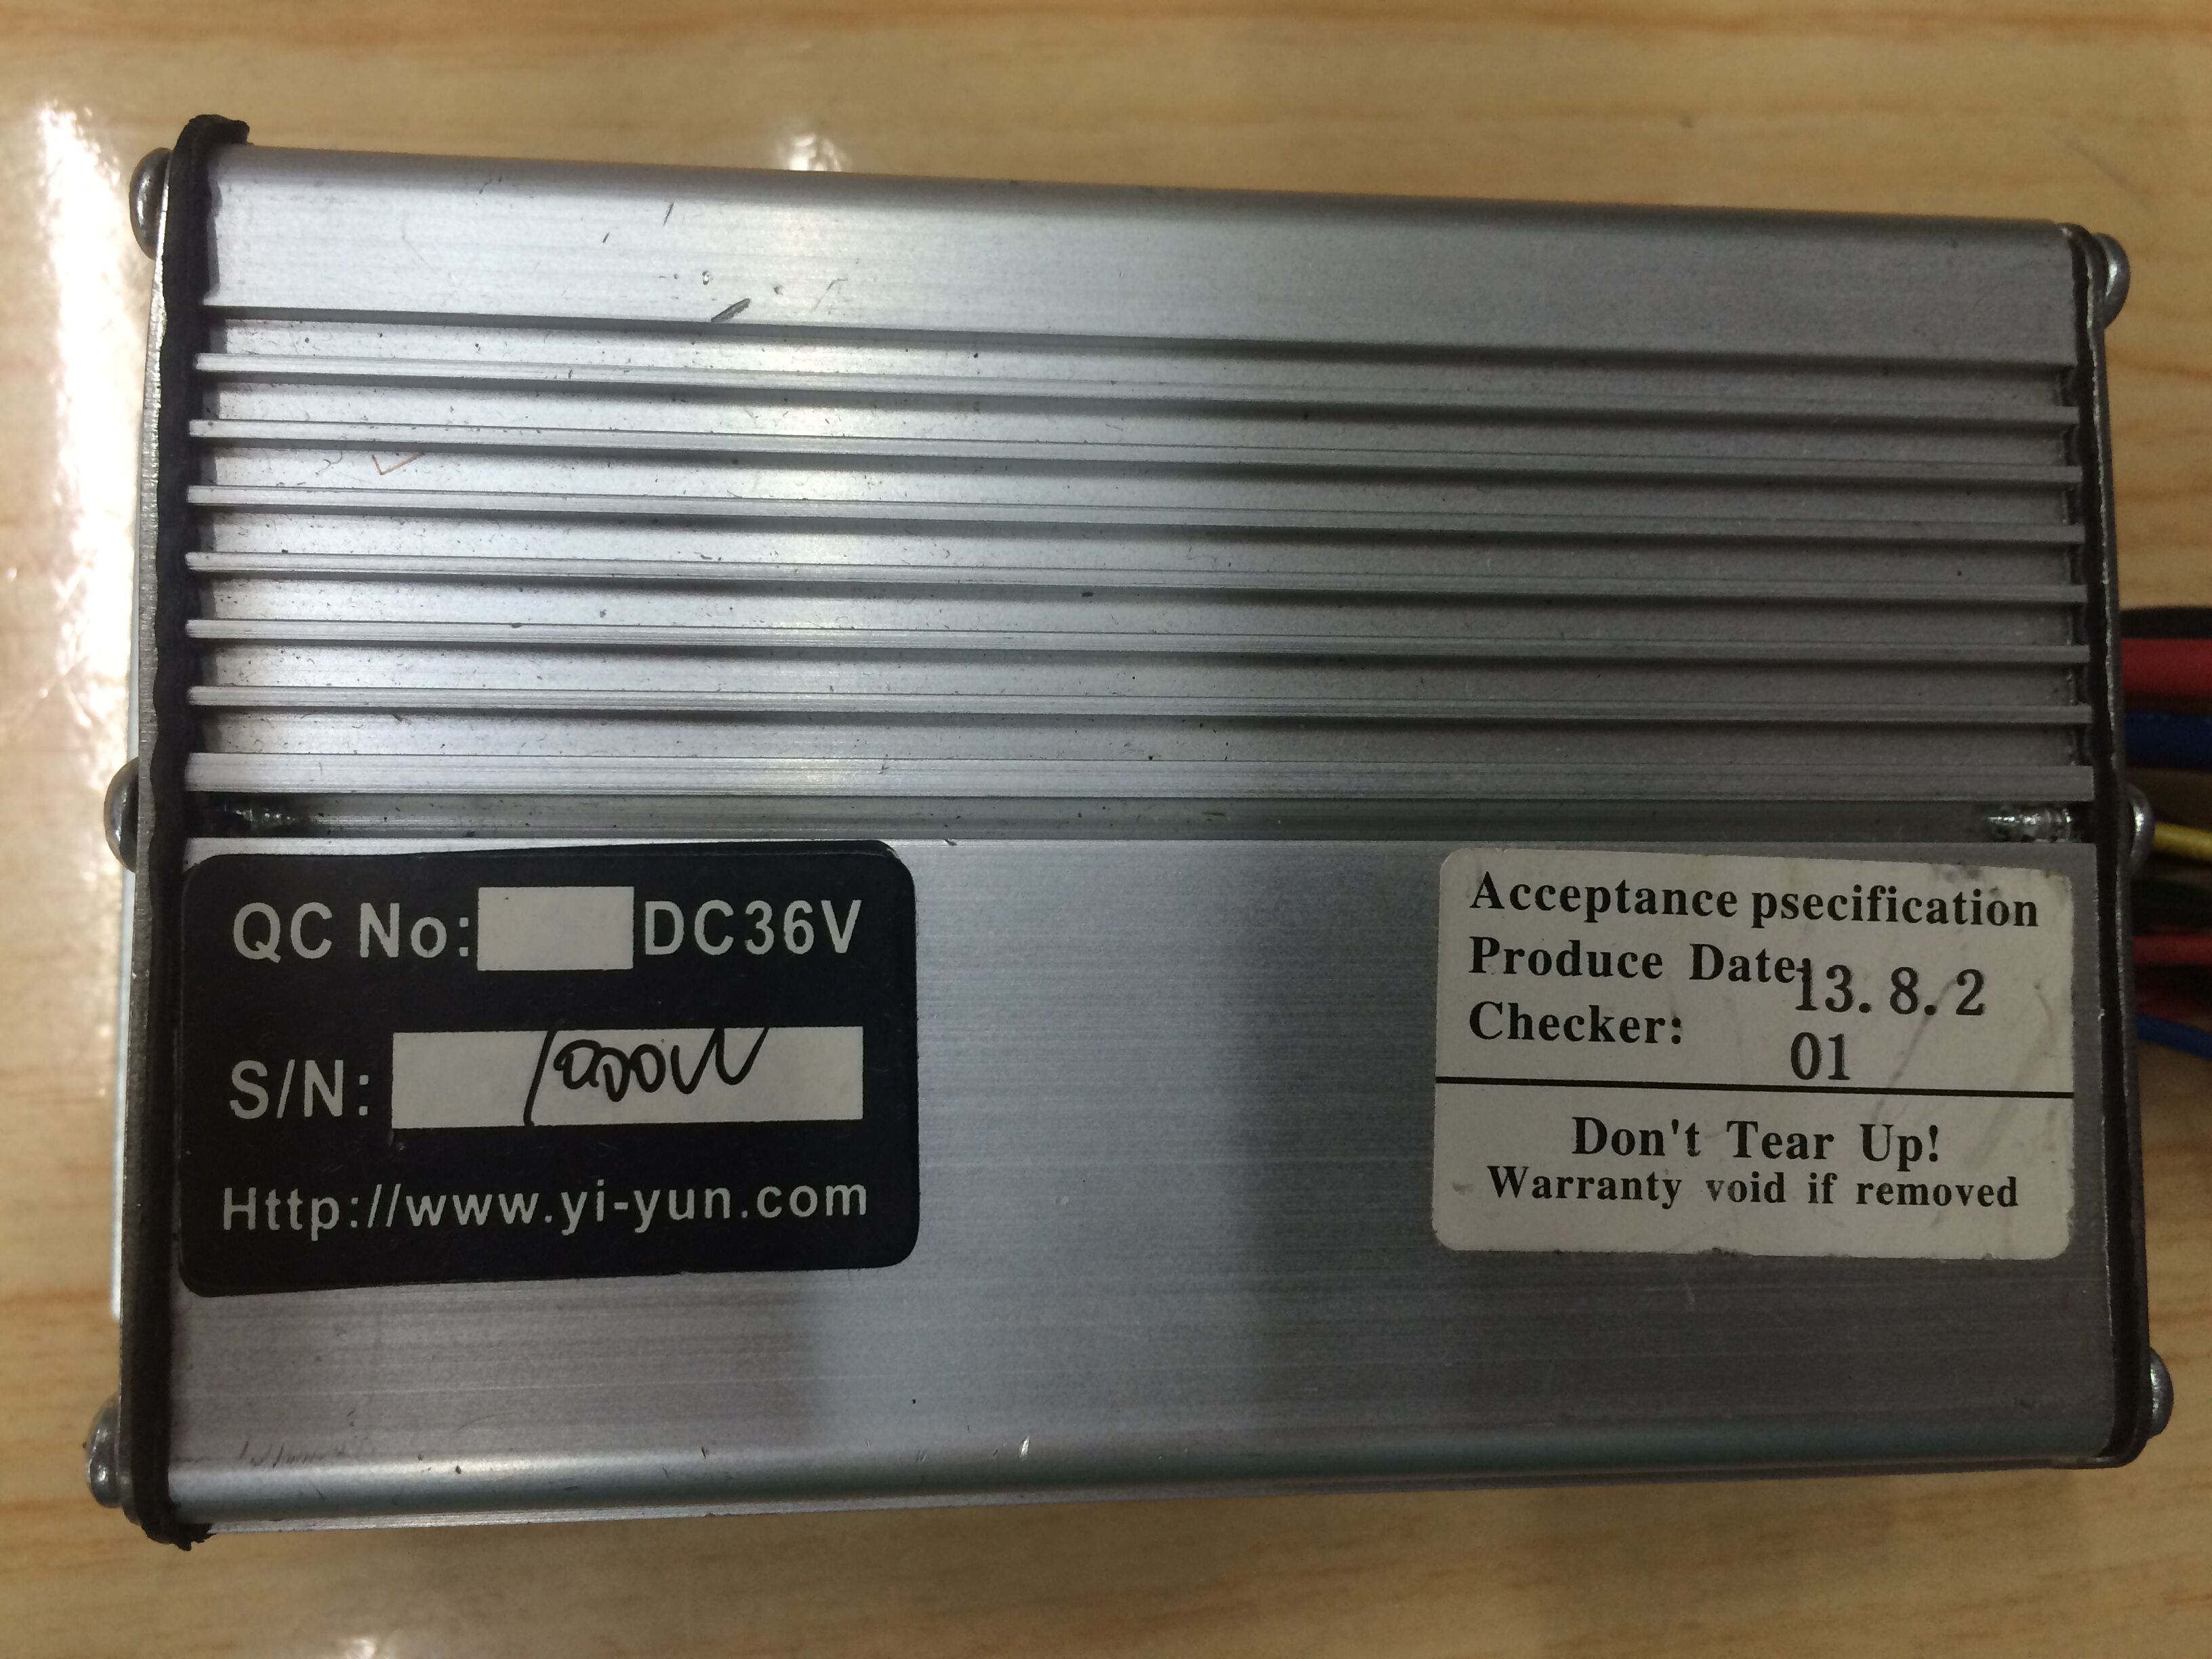 QC No: DC36V
S/N: 1000W
Http://www.yi-yun.com
Acceptance psecification
Produce Date: 13. 8. 2
Checker: 01
Don't Tear Up!
Warranty void if removed